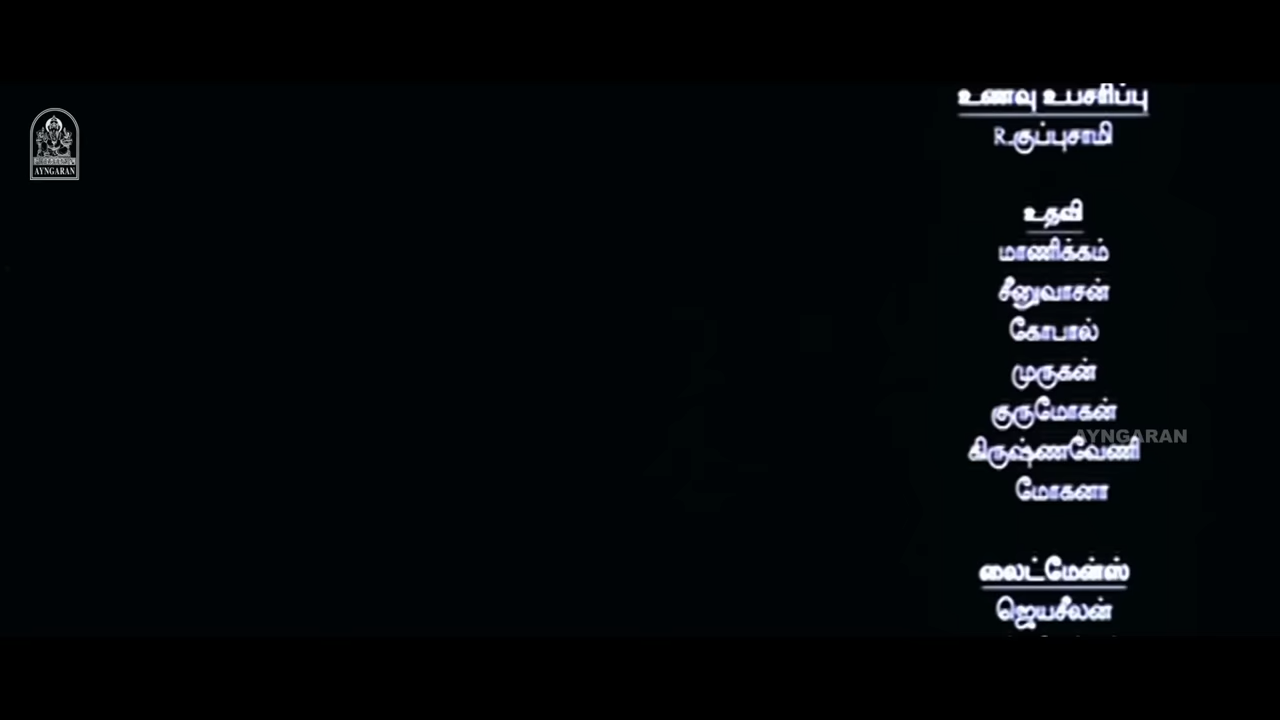 உணவு உபசரிப்பு
R.குப்புசாமி
உதவி
மாணிக்கம்
சீனுவாசன்
கோபால்
முருகன்
குருமோகன்
கிருஷ்ணவேணி
மோகனா
லைட்மேன்ஸ்
ஜெயசீலன்
AYNGARAN
AYNGARAN